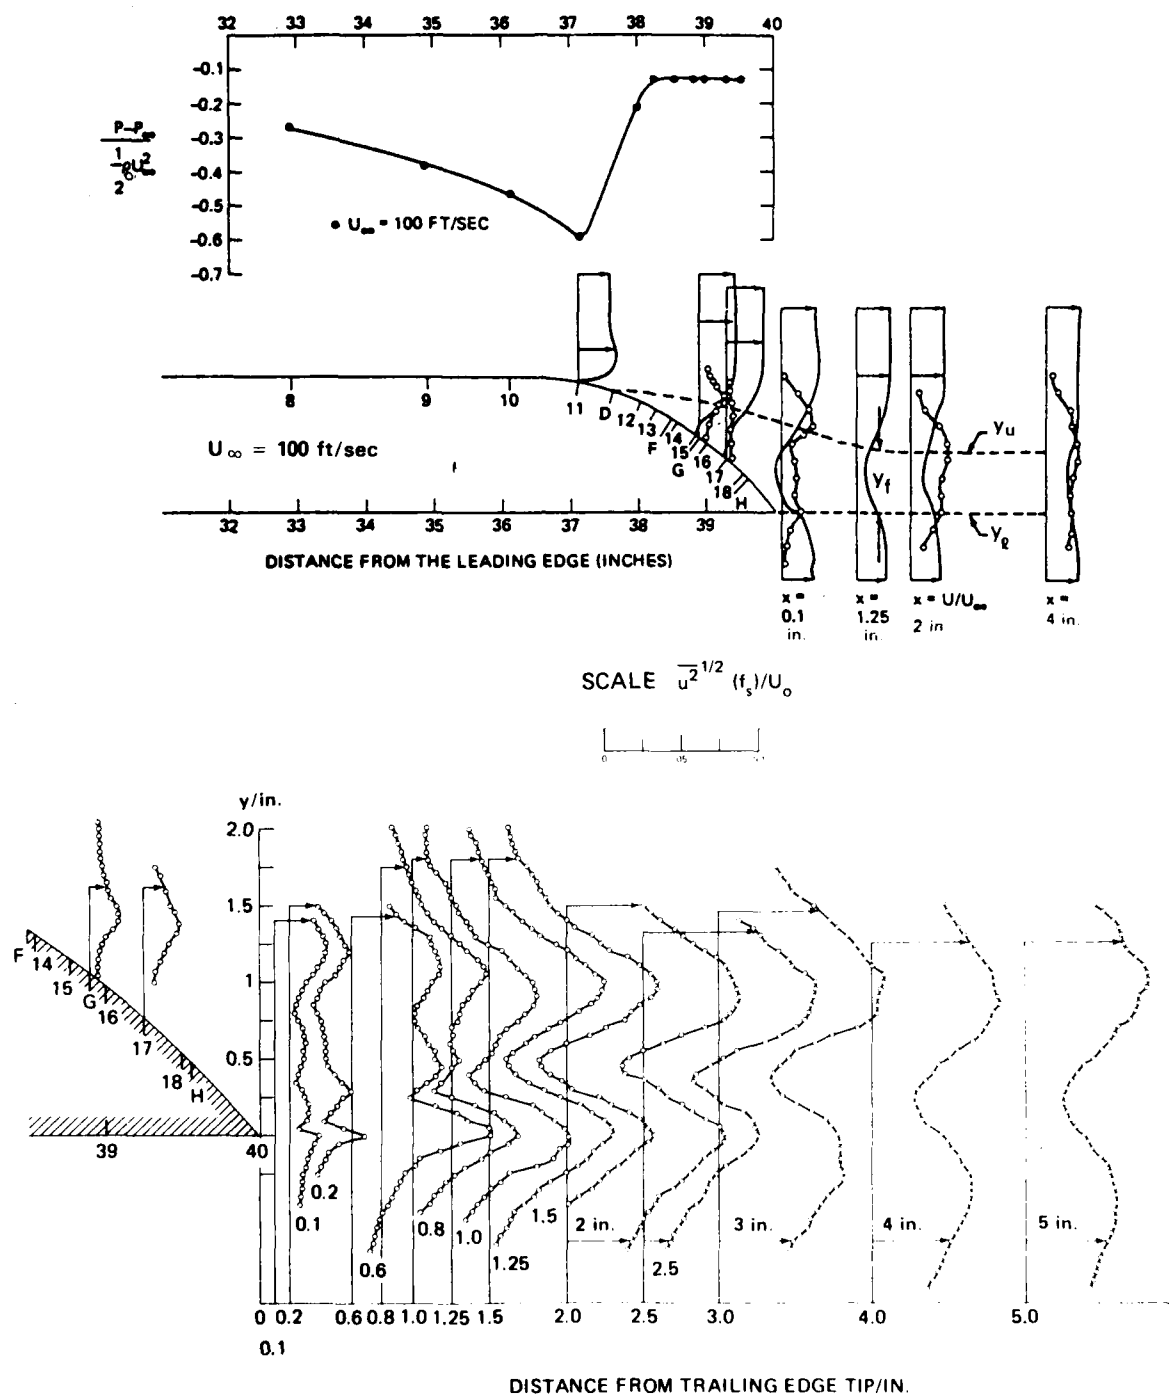 32 33 34 35 36 37 38 39 40
-0.1
-0.2
-0.3
-0.4
-0.5
-0.6
-0.7
P-P∞
1/2 U²∞
● U∞ = 100 FT/SEC
8 9 10 11 D 12 13 F 14 15 G 16 17 18 H
U∞ = 100 ft/sec
yu
yf
yℓ
32 33 34 35 36 37 38 39
DISTANCE FROM THE LEADING EDGE (INCHES)
x = 0.1 in.
x = 1.25 in.
x = U/U∞
2 in
x = 4 in.
SCALE u²^1/2 (fs)/Uo
0 .05 0.1
y/in.
2.0
1.5
1
0.5
F 14 15 G 16 17 18 H
39 40
0.1 0.2 0.6 0.8 1.0 1.25 1.5 2 in. 2.5 3 in. 4 in. 5 in.
0 0.2 0.6 0.8 1.0 1.25 1.5 2.0 2.5 3.0 4.0 5.0
0.1
DISTANCE FROM TRAILING EDGE TIP/IN.